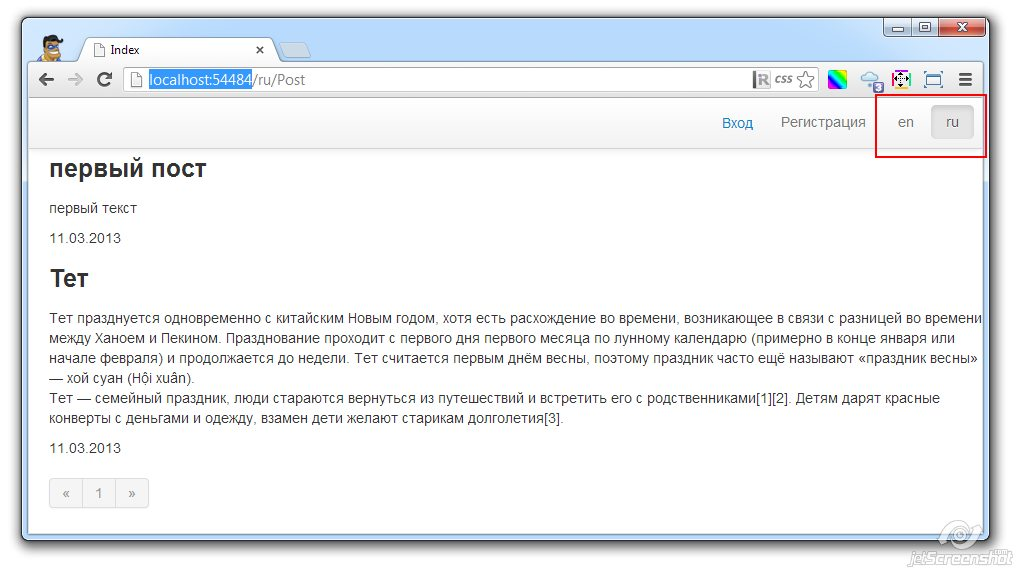 Index
localhost:54484/ru/Post
R css
3
Вход Регистрация en ru
первый пост
первый текст
11.03.2013
Тет
Тет празднуется одновременно с китайским Новым годом, хотя есть расхождение во времени, возникающее в связи с разницей во времени
между Ханоем и Пекином. Празднование проходит с первого дня первого месяца по лунному календарю (примерно в конце января или
начале февраля) и продолжается до недели. Тет считается первым днём весны, поэтому праздник часто ещё называют «праздник весны»
— хой суан (Hội xuân).
Тет — семейный праздник, люди стараются вернуться из путешествий и встретить его с родственниками[1][2]. Детям дарят красные
конверты с деньгами и одежду, взамен дети желают старикам долголетия[3].
11.03.2013
« 1 »
jetScreenshot.com